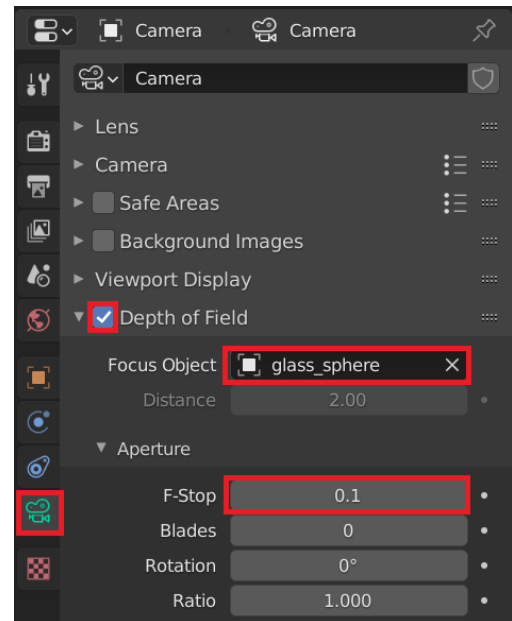 Camera Camera
Camera
Lens
Camera
Safe Areas
Background Images
Viewport Display
Depth of Field
Focus Object glass_sphere
Distance 2.00
Aperture
F-Stop 0.1
Blades 0
Rotation 0°
Ratio 1.000